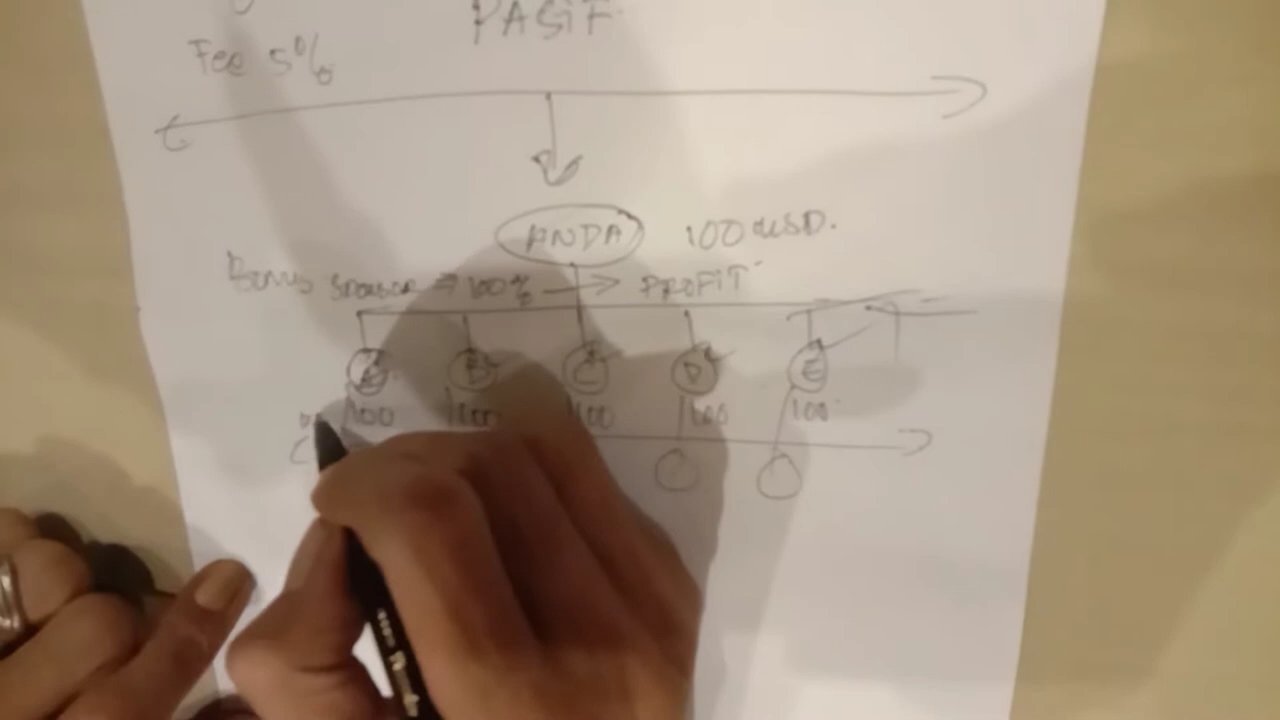 PASIF
Fee 5%
ANDA 100 USD.
Bonus sponsor = 100% → PROFIT
A B C D E
100 100 100 100 100